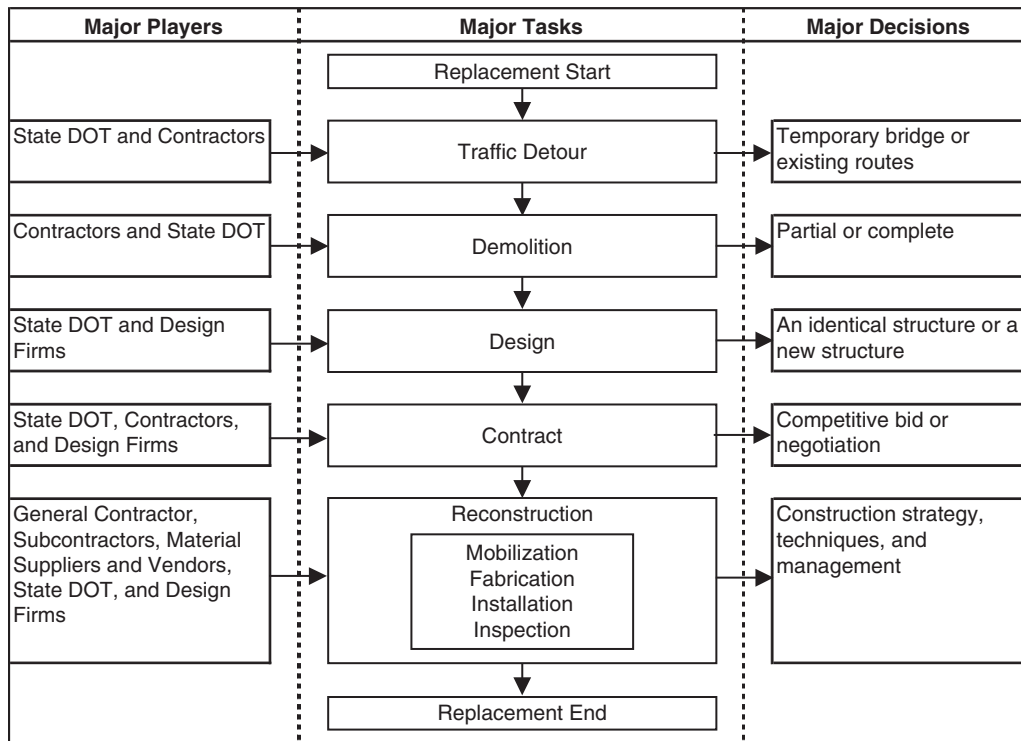 Major Players
Major Tasks
Major Decisions
Replacement Start
State DOT and Contractors
Traffic Detour
Temporary bridge or
existing routes
Contractors and State DOT
Demolition
Partial or complete
State DOT and Design
Firms
Design
An identical structure or a
new structure
State DOT, Contractors,
and Design Firms
Contract
Competitive bid or
negotiation
General Contractor,
Subcontractors, Material
Suppliers and Vendors,
State DOT, and Design
Firms
Reconstruction
Mobilization
Fabrication
Installation
Inspection
Construction strategy,
techniques, and
management
Replacement End